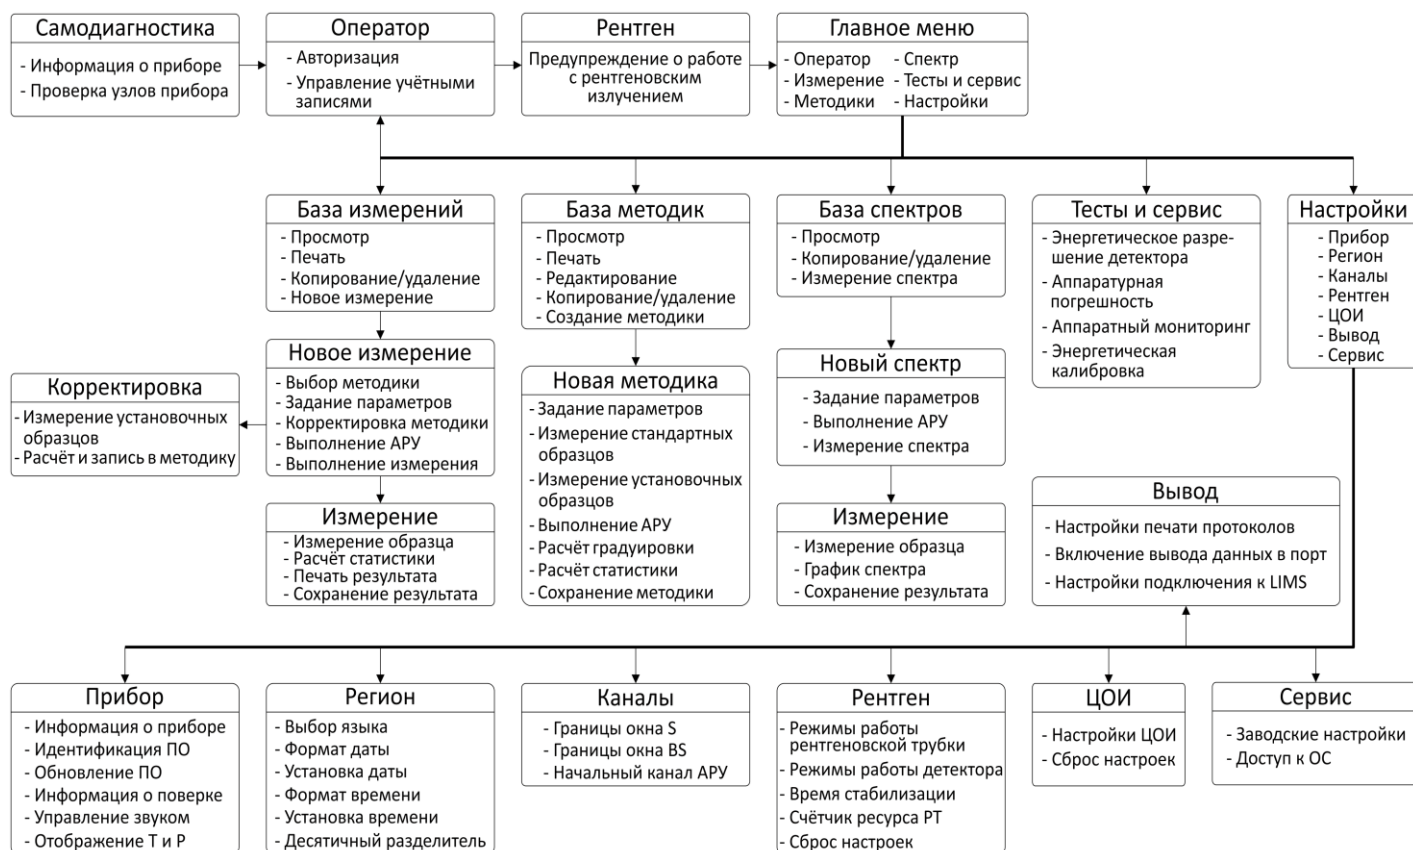 Самодиагностика
- Информация о приборе
- Проверка узлов прибора
Оператор
- Авторизация
- Управление учётными
записями
Рентген
Предупреждение о работе
с рентгеновским
излучением
Главное меню
- Оператор - Спектр
- Измерение - Тесты и сервис
- Методики - Настройки
База измерений
- Просмотр
- Печать
- Копирование/удаление
- Новое измерение
База методик
- Просмотр
- Печать
- Редактирование
- Копирование/удаление
- Создание методики
База спектров
- Просмотр
- Копирование/удаление
- Измерение спектра
Тесты и сервис
- Энергетическое разре-
шение детектора
- Аппаратурная
погрешность
- Аппаратный мониторинг
- Энергетическая
калибровка
Настройки
- Прибор
- Регион
- Каналы
- Рентген
- ЦОИ
- Вывод
- Сервис
Корректировка
- Измерение установочных
образцов
- Расчёт и запись в методику
Новое измерение
- Выбор методики
- Задание параметров
- Корректировка методики
- Выполнение АРУ
- Выполнение измерения
Новая методика
- Задание параметров
- Измерение стандартных
образцов
- Измерение установочных
образцов
- Выполнение АРУ
- Расчёт градуировки
- Расчёт статистики
- Сохранение методики
Новый спектр
- Задание параметров
- Выполнение АРУ
- Измерение спектра
Измерение
- Измерение образца
- Расчёт статистики
- Печать результата
- Сохранение результата
Измерение
- Измерение образца
- График спектра
- Сохранение результата
Вывод
- Настройки печати протоколов
- Включение вывода данных в порт
- Настройки подключения к LIMS
Прибор
- Информация о приборе
- Идентификация ПО
- Обновление ПО
- Информация о поверке
- Управление звуком
- Отображение Т и Р
Регион
- Выбор языка
- Формат даты
- Установка даты
- Формат времени
- Установка времени
- Десятичный разделитель
Каналы
- Границы окна S
- Границы окна BS
- Начальный канал АРУ
Рентген
- Режимы работы
рентгеновской трубки
- Режимы работы детектора
- Время стабилизации
- Счётчик ресурса РТ
- Сброс настроек
ЦОИ
- Настройки ЦОИ
- Сброс настроек
Сервис
- Заводские настройки
- Доступ к ОС